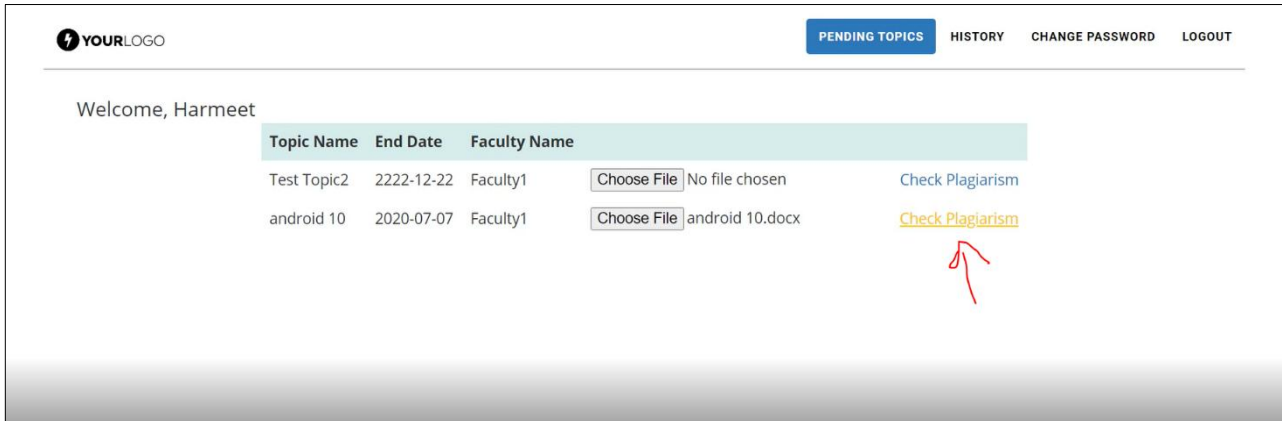 YOURLOGO PENDING TOPICS HISTORY CHANGE PASSWORD LOGOUT
Welcome, Harmeet
Topic Name End Date Faculty Name
Test Topic2 2222-12-22 Faculty1 Choose File No file chosen Check Plagiarism
android 10 2020-07-07 Faculty1 Choose File android 10.docx Check Plagiarism